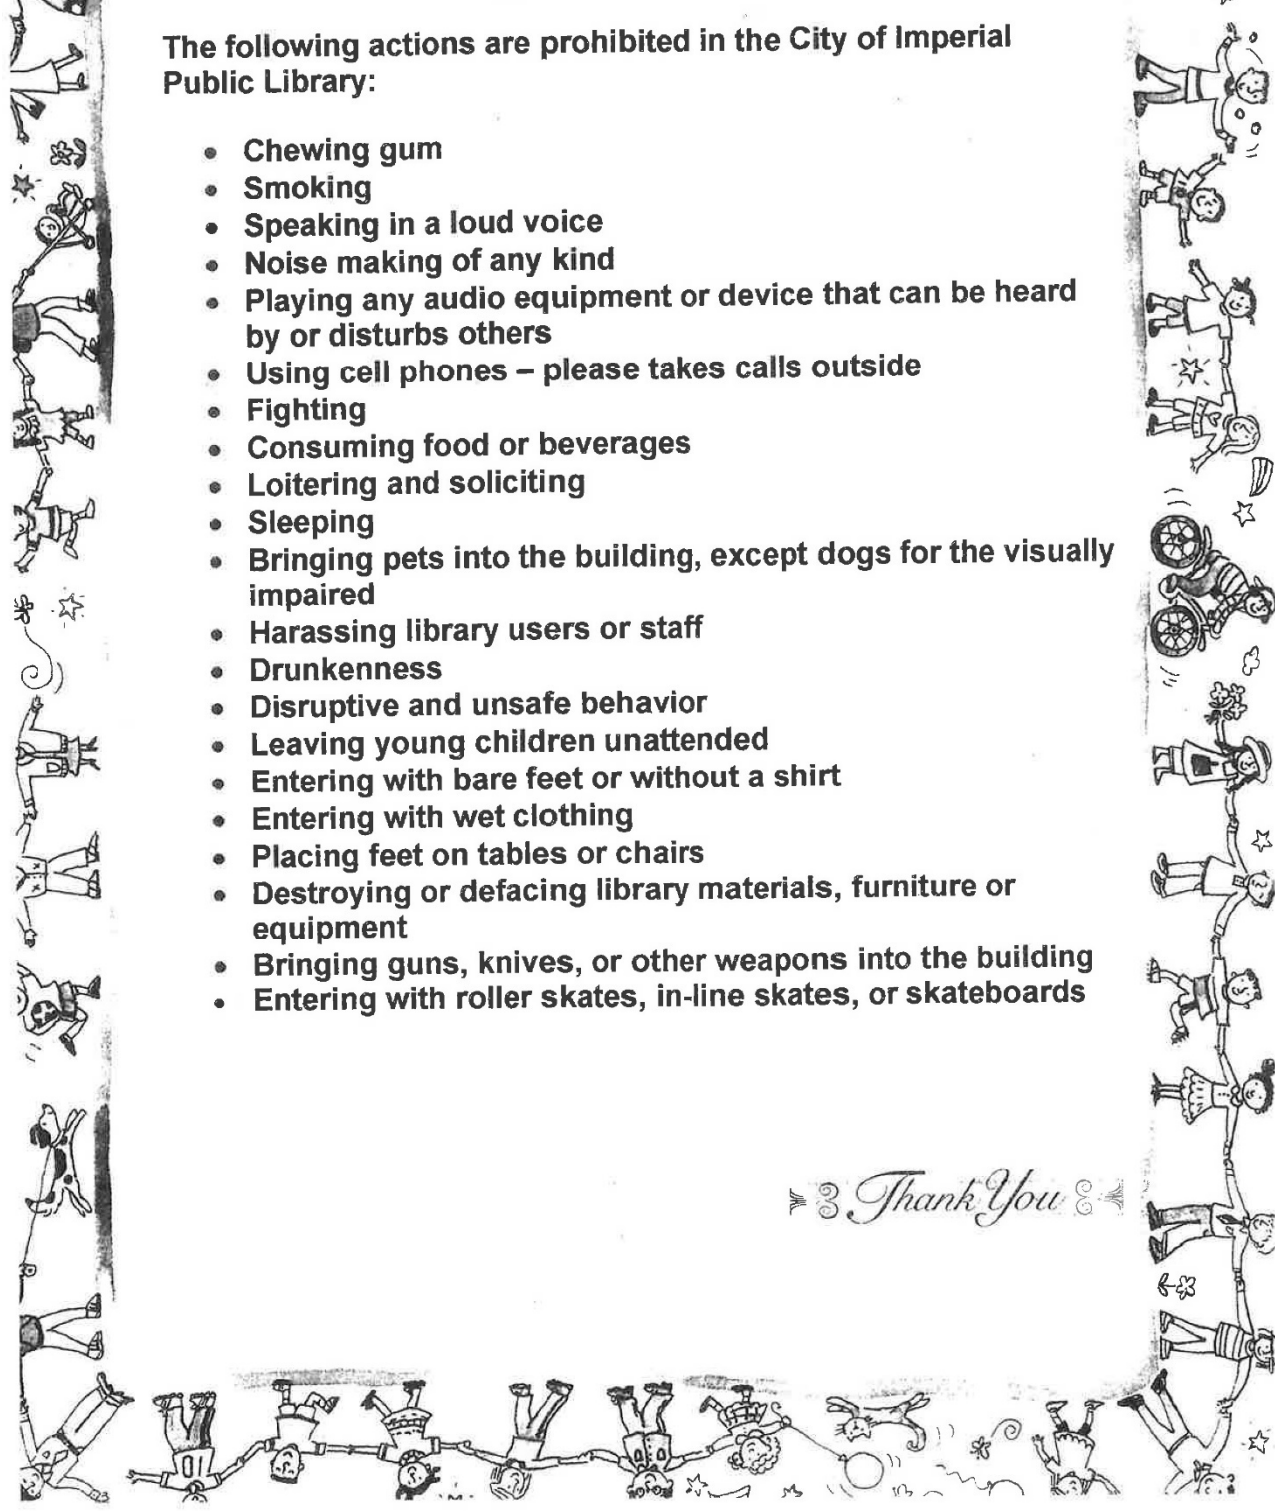 The following actions are prohibited in the City of Imperial
Public Library:
• Chewing gum
• Smoking
• Speaking in a loud voice
• Noise making of any kind
• Playing any audio equipment or device that can be heard
by or disturbs others
• Using cell phones – please takes calls outside
• Fighting
• Consuming food or beverages
• Loitering and soliciting
• Sleeping
• Bringing pets into the building, except dogs for the visually
impaired
• Harassing library users or staff
• Drunkenness
• Disruptive and unsafe behavior
• Leaving young children unattended
• Entering with bare feet or without a shirt
• Entering with wet clothing
• Placing feet on tables or chairs
• Destroying or defacing library materials, furniture or
equipment
• Bringing guns, knives, or other weapons into the building
• Entering with roller skates, in-line skates, or skateboards
Thank You